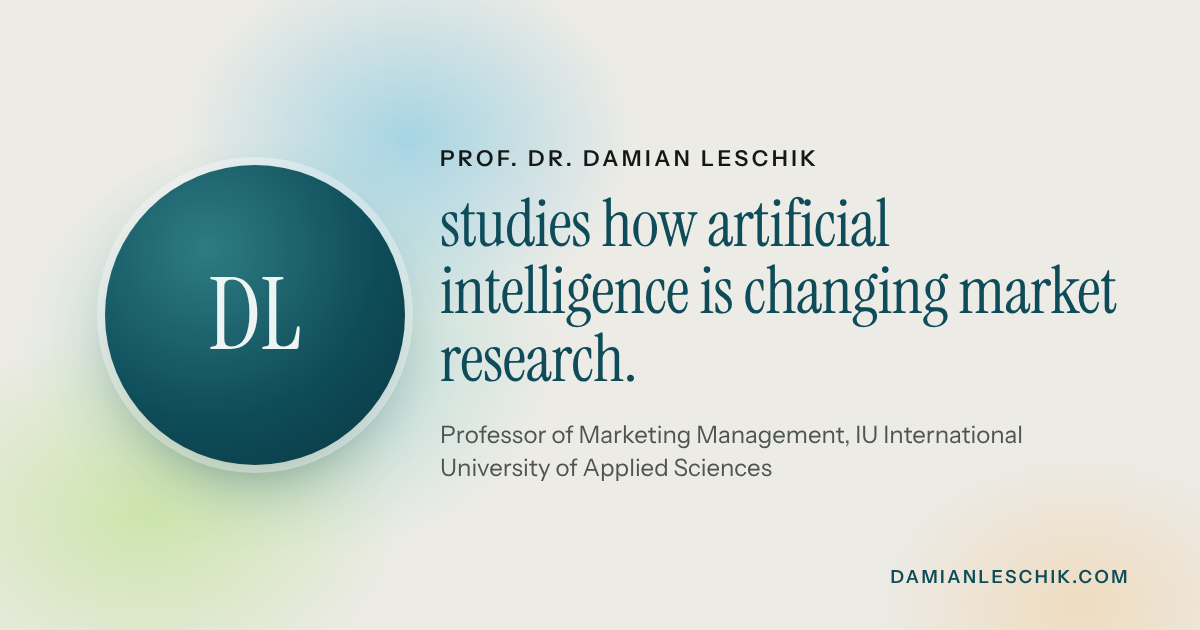 DL
PROF. DR. DAMIAN LESCHIK
studies how artificial
intelligence is changing market
research.
Professor of Marketing Management, IU International
University of Applied Sciences
DAMIANLESCHIK.COM